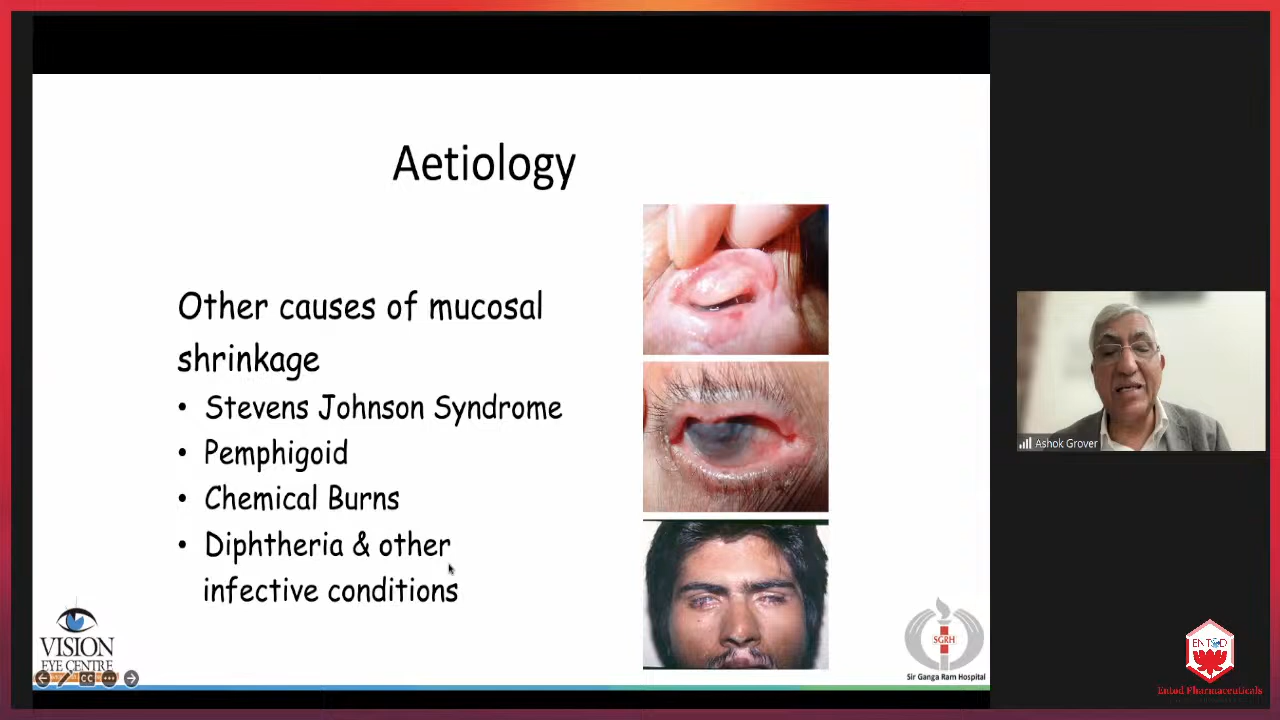 Aetiology
Other causes of mucosal
shrinkage
• Stevens Johnson Syndrome
• Pemphigoid
• Chemical Burns
• Diphtheria & other
infective conditions
VISION
EYE CENTRE
CC
SGRH
Sir Ganga Ram Hospital
Ashok Grover
ENTOD
Entod Pharmaceuticals